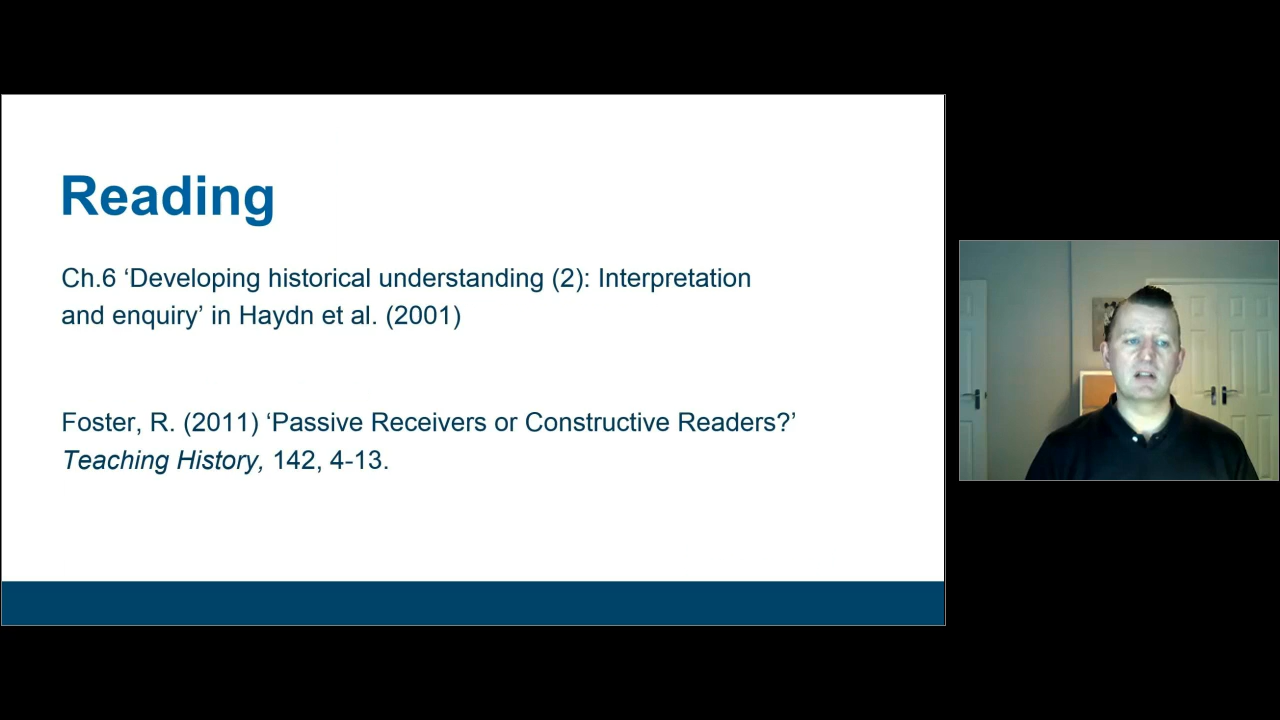 Reading
Ch.6 ‘Developing historical understanding (2): Interpretation
and enquiry’ in Haydn et al. (2001)
Foster, R. (2011) ‘Passive Receivers or Constructive Readers?’
Teaching History, 142, 4-13.